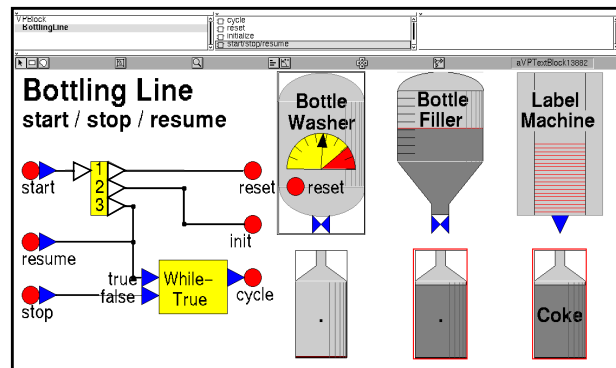 VPBlock
BottlingLine
cycle
reset
initialize
start/stop/resume
aVPTextBlock13882
Bottling Line
start / stop / resume
Bottle
Washer
reset
Bottle
Filler
Label
Machine
start
1
2
3
reset
init
resume
true
false
While-
True
cycle
stop
Coke